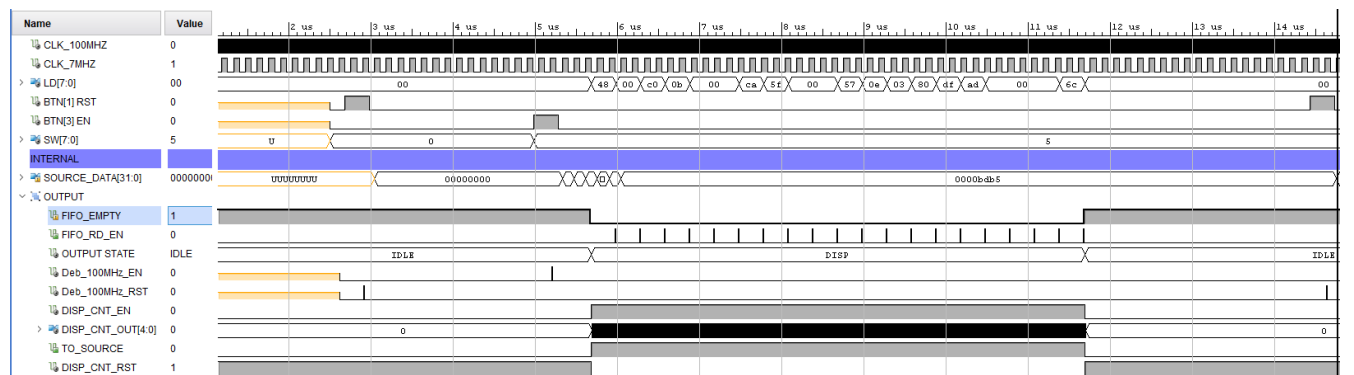 Name Value 2 us 3 us 4 us 5 us 6 us 7 us 8 us 9 us 10 us 11 us 12 us 13 us 14 us
CLK_100MHZ 0
CLK_7MHZ 1
LD[7:0] 00 00 48 00 c0 0b 00 ca 5f 00 57 0e 03 80 df ad 00 6c 00
BTN[1] RST 0
BTN[3] EN 0
SW[7:0] 5 U 0 5
INTERNAL
SOURCE_DATA[31:0] 00000000 UUUUUUUU 00000000 0000bdb5
OUTPUT
FIFO_EMPTY 1
FIFO_RD_EN 0
OUTPUT STATE IDLE IDLE DISP IDLE
Deb_100MHz_EN 0
Deb_100MHz_RST 0
DISP_CNT_EN 0
DISP_CNT_OUT[4:0] 0 0 0
TO_SOURCE 0
DISP_CNT_RST 1